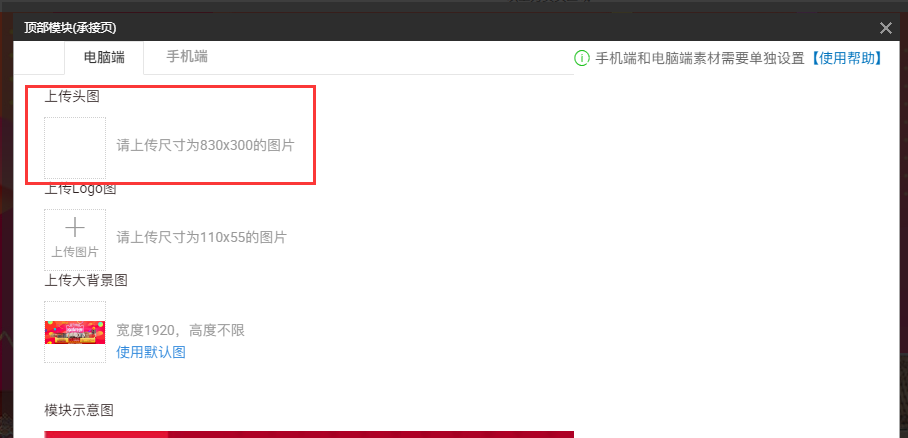 顶部模块(承接页)
电脑端
手机端
手机端和电脑端素材需要单独设置【使用帮助】
上传头图
请上传尺寸为830x300的图片
上传Logo图
上传图片
请上传尺寸为110x55的图片
上传大背景图
宽度1920，高度不限
使用默认图
模块示意图